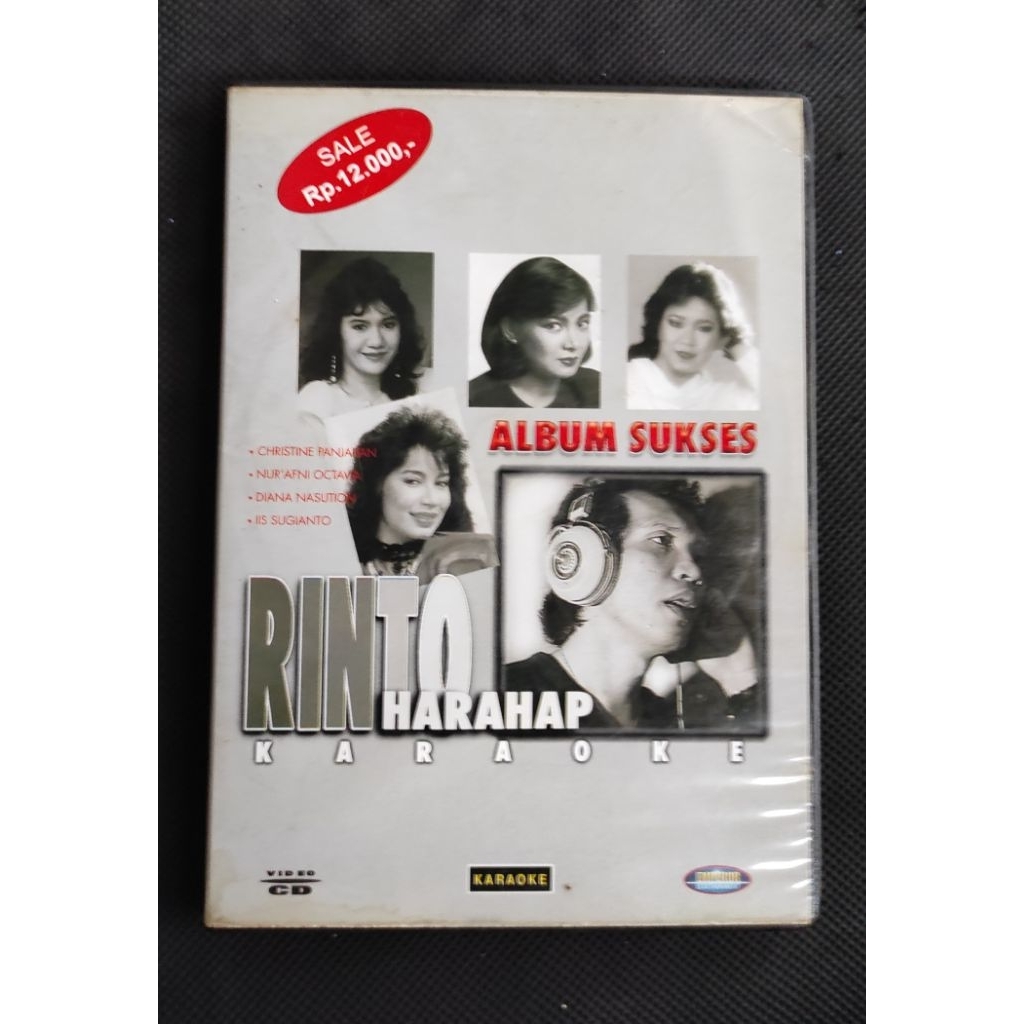 SALE
Rp.12.000,-
ALBUM SUKSES
• CHRISTINE PANJAITAN
• NUR'AFNI OCTAVIA
• DIANA NASUTION
• IIS SUGIANTO
RINTO
HARAHAP
KARAOKE
VIDEO
CD
KARAOKE